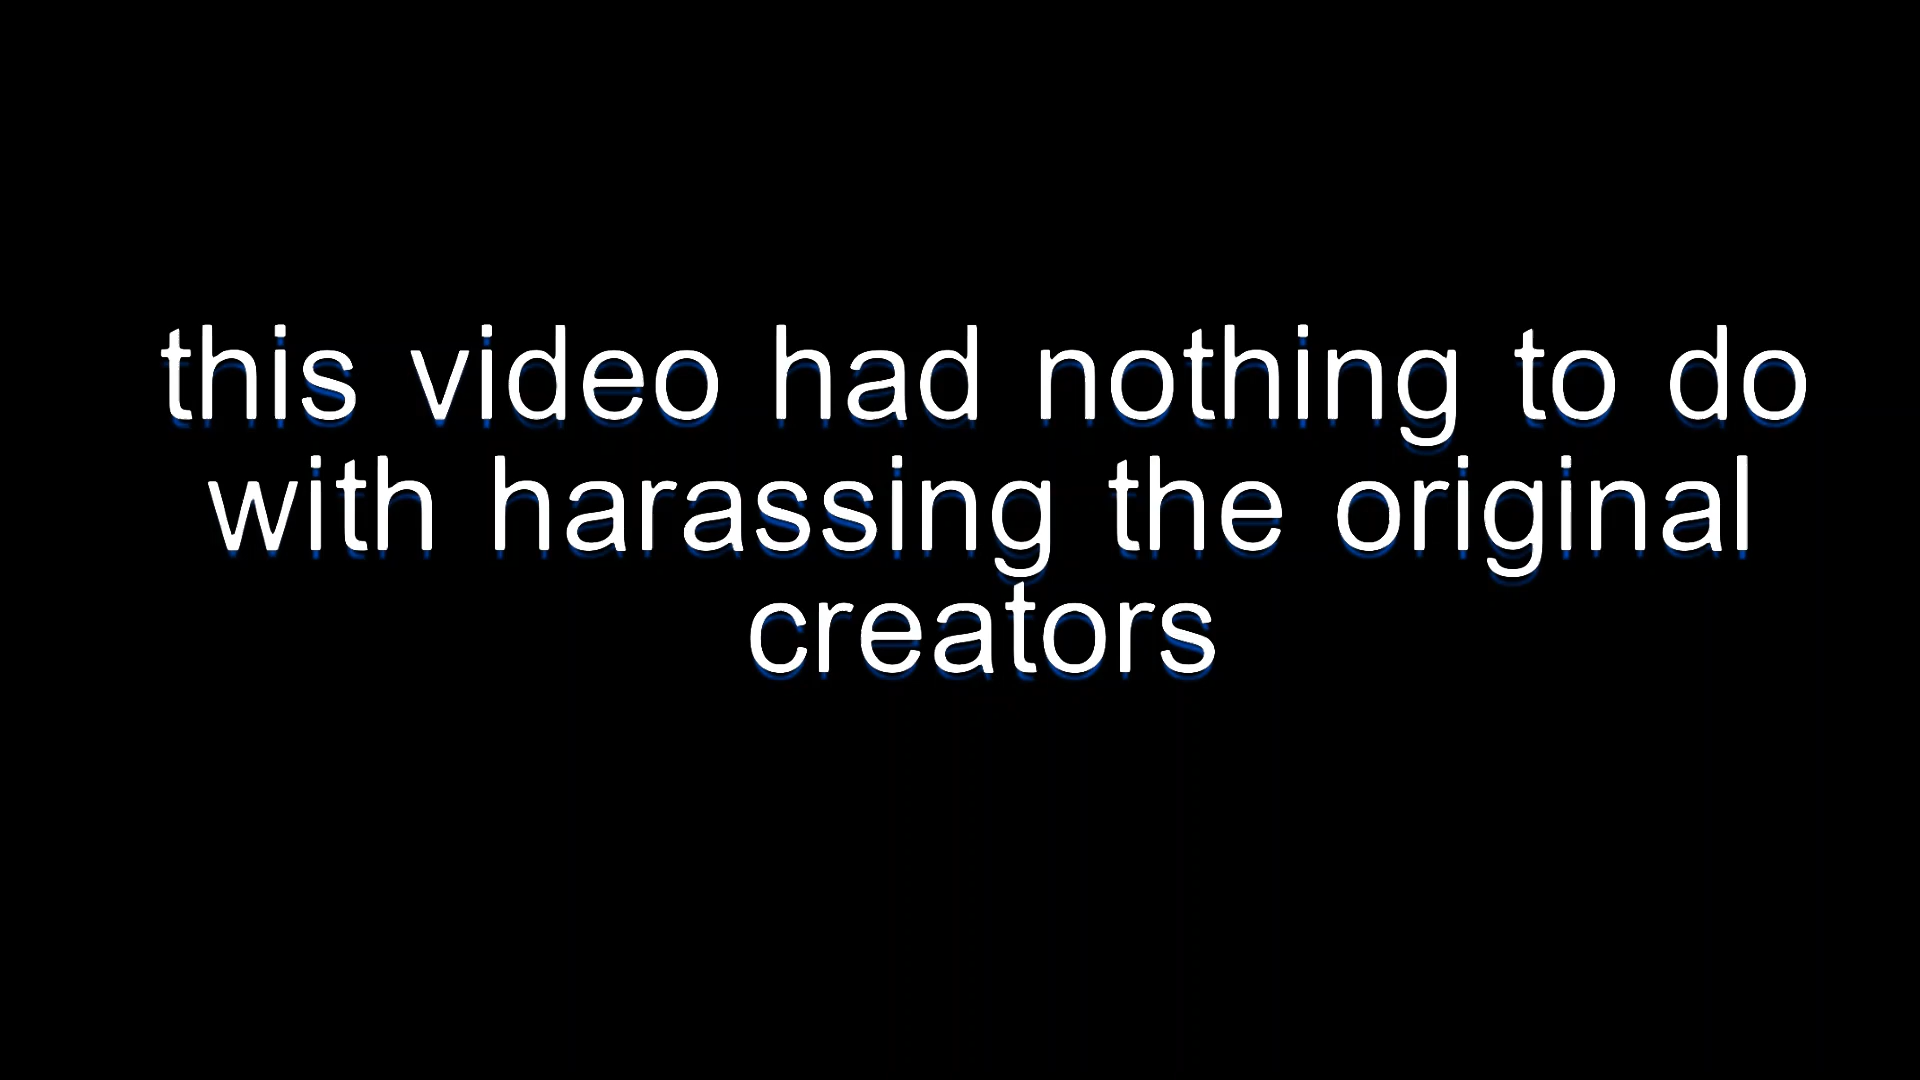 this video had nothing to do
with harassing the original
creators